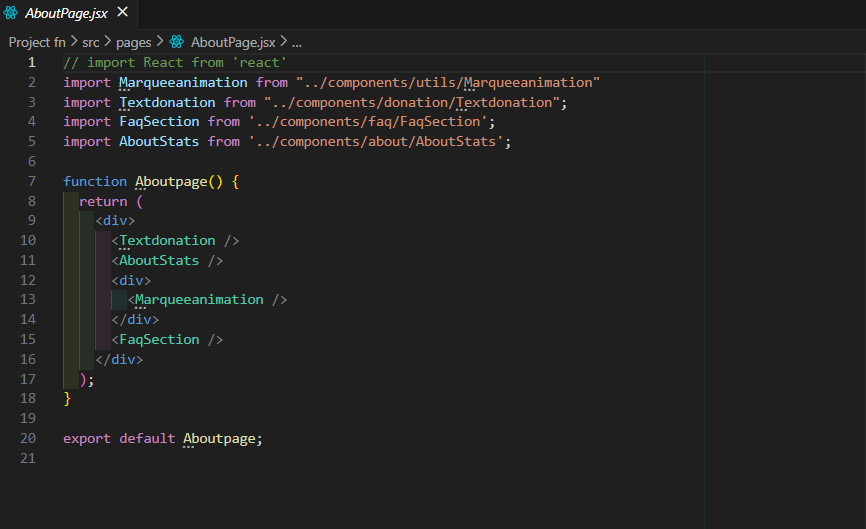 AboutPage.jsx ×
Project fn > src > pages > AboutPage.jsx > ...
1 // import React from 'react'
2 import Marqueeanimation from "../components/utils/Marqueeanimation"
3 import Textdonation from "../components/donation/Textdonation";
4 import FaqSection from '../components/faq/FaqSection';
5 import AboutStats from '../components/about/AboutStats';
6
7 function Aboutpage() {
8   return (
9     <div>
10       <Textdonation />
11       <AboutStats />
12       <div>
13         <Marqueeanimation />
14       </div>
15       <FaqSection />
16     </div>
17   );
18 }
19
20 export default Aboutpage;
21